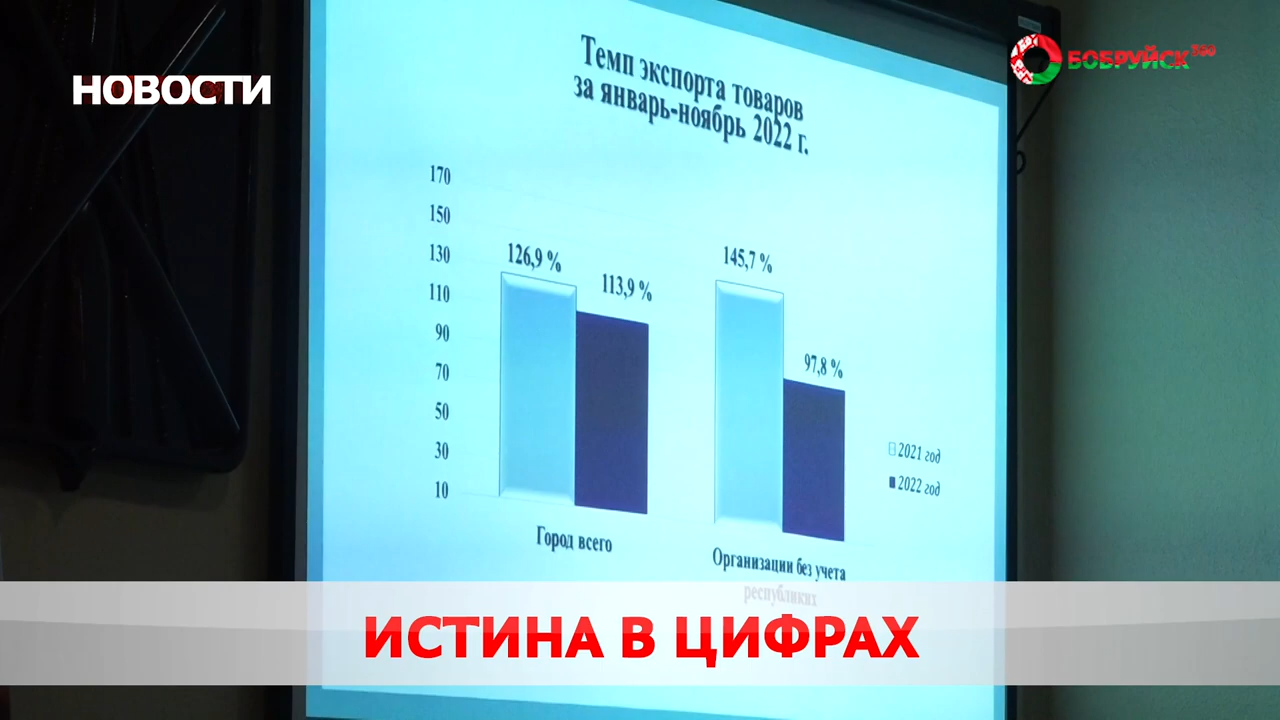 НОВОСТИ
БОБРУЙСК360
Темп экспорта товаров
за январь-ноябрь 2022 г.
170
150
130
110
90
70
50
30
10
126,9 %
113,9 %
145,7 %
97,8 %
2021 год
2022 год
Город всего
Организации без учета
ИСТИНА В ЦИФРАХ